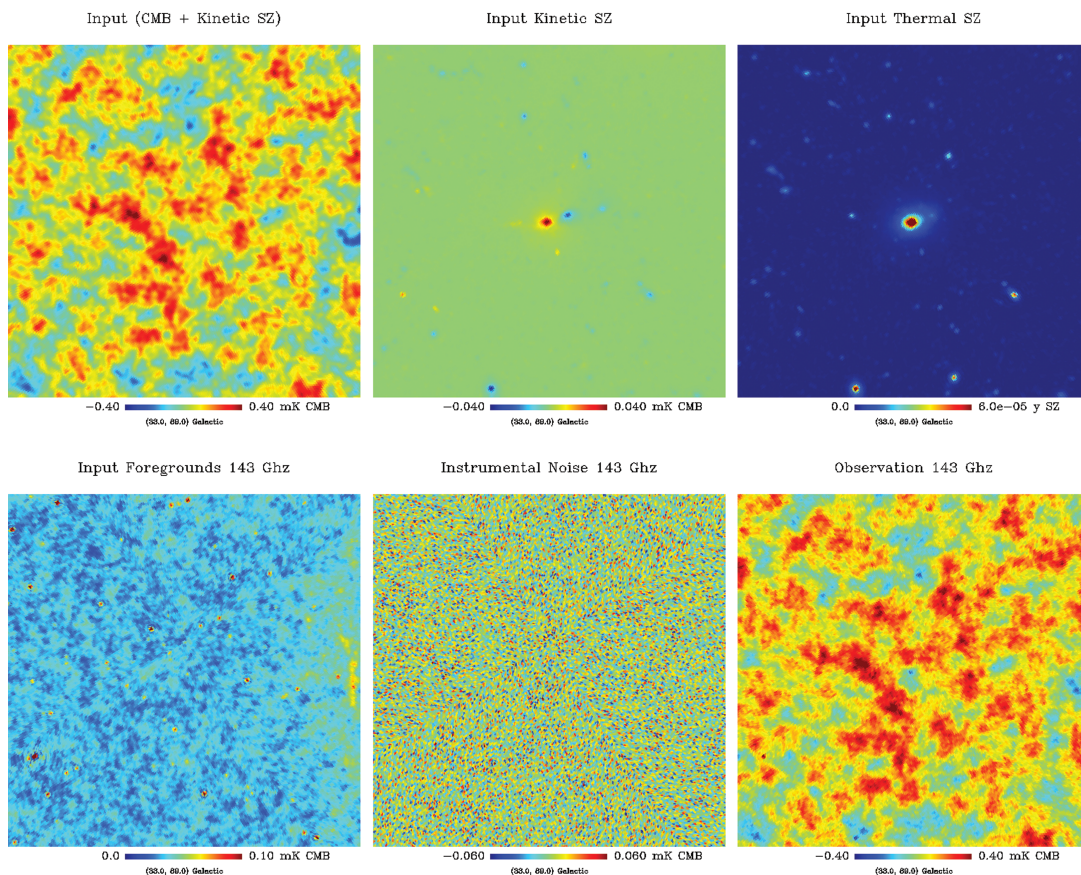 Input (CMB + Kinetic SZ)
Input Kinetic SZ
Input Thermal SZ
−0.40 0.40 mK CMB
(33.0, 89.0) Galactic
−0.040 0.040 mK CMB
(33.0, 89.0) Galactic
0.0 6.0e−05 y SZ
(33.0, 89.0) Galactic
Input Foregrounds 143 Ghz
Instrumental Noise 143 Ghz
Observation 143 Ghz
0.0 0.10 mK CMB
(33.0, 89.0) Galactic
−0.060 0.060 mK CMB
(33.0, 89.0) Galactic
−0.40 0.40 mK CMB
(33.0, 89.0) Galactic